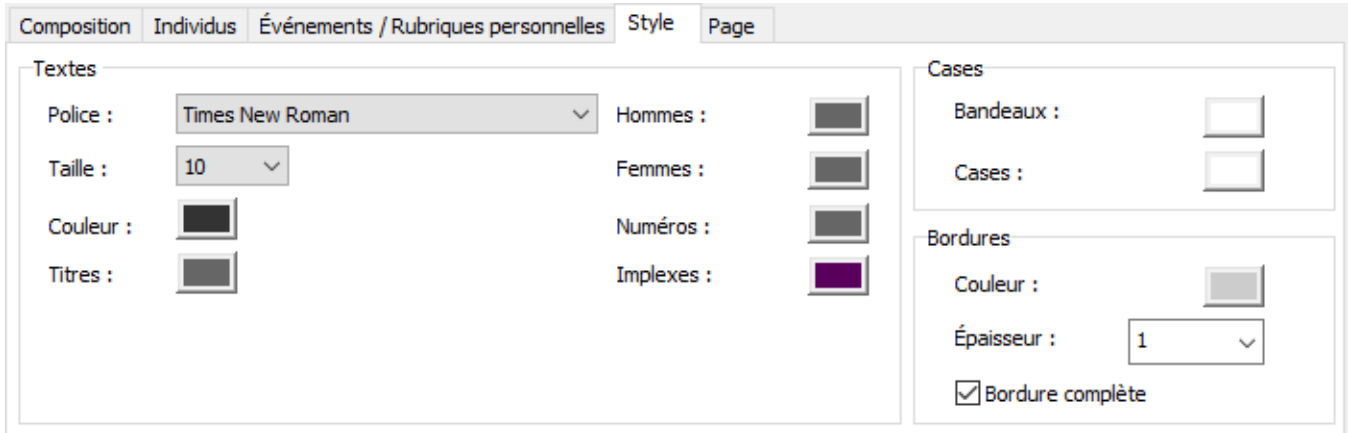 Composition Individus Événements / Rubriques personnelles Style Page
Textes
Police : Times New Roman
Taille : 10
Couleur :
Titres :
Hommes :
Femmes :
Numéros :
Implexes :
Cases
Bandeaux :
Cases :
Bordures
Couleur :
Épaisseur : 1
Bordure complète